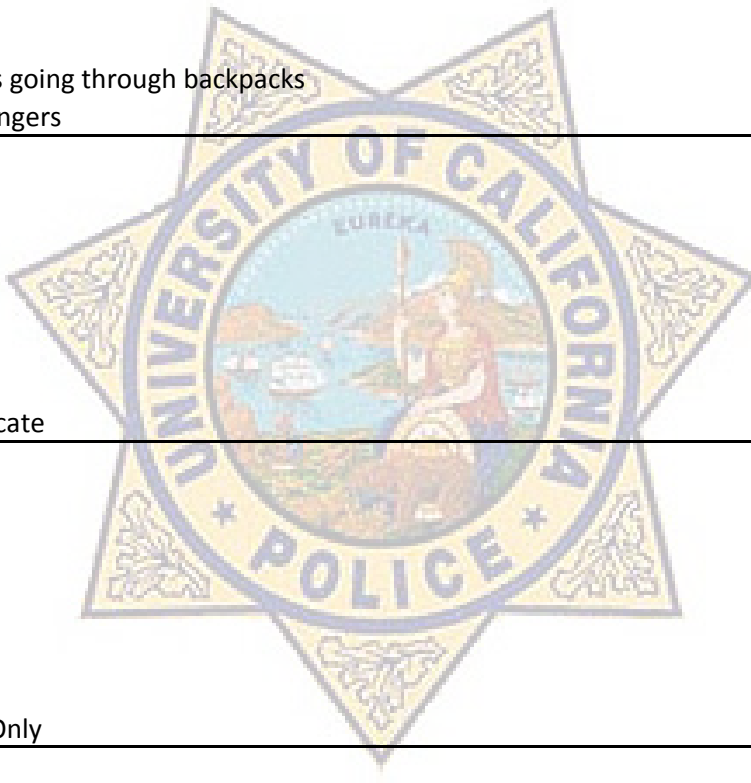 s going through backpacks
ngers
UNIVERSITY OF CALIFORNIA
EUREKA
cate
POLICE
Only